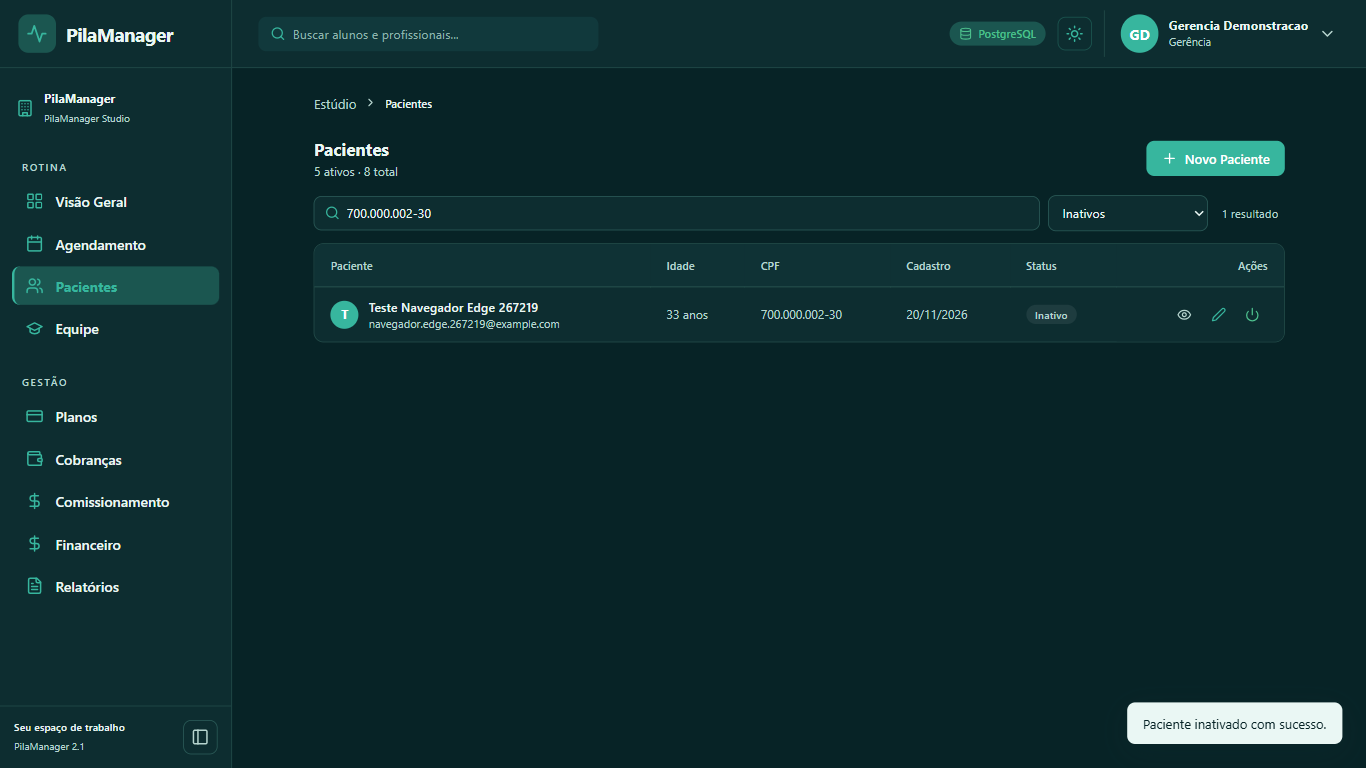 PilaManager
Buscar alunos e profissionais...
PostgreSQL
GD
Gerencia Demonstracao
Gerência
PilaManager
PilaManager Studio
ROTINA
Visão Geral
Agendamento
Pacientes
Equipe
GESTÃO
Planos
Cobranças
Comissionamento
Financeiro
Relatórios
Seu espaço de trabalho
PilaManager 2.1
Estúdio > Pacientes
Pacientes
5 ativos · 8 total
+ Novo Paciente
700.000.002-30
Inativos
1 resultado
Paciente Idade CPF Cadastro Status Ações
T
Teste Navegador Edge 267219
navegador.edge.267219@example.com
33 anos 700.000.002-30 20/11/2026 Inativo
Paciente inativado com sucesso.